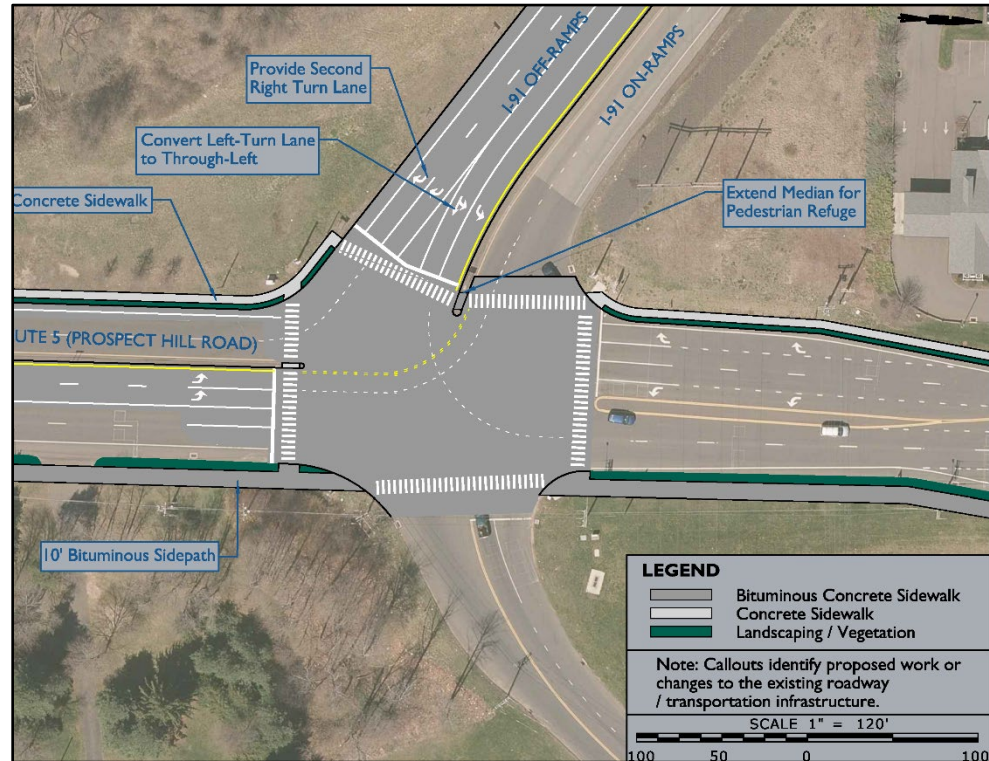 Provide Second
Right Turn Lane
I-91 OFF-RAMPS
I-91 ON-RAMPS
Convert Left-Turn Lane
to Through-Left
Concrete Sidewalk
Extend Median for
Pedestrian Refuge
UTE 5 (PROSPECT HILL ROAD)
10' Bituminous Sidepath
LEGEND
Bituminous Concrete Sidewalk
Concrete Sidewalk
Landscaping / Vegetation
Note: Callouts identify proposed work or
changes to the existing roadway
/ transportation infrastructure.
SCALE 1" = 120'
100 50 0 100